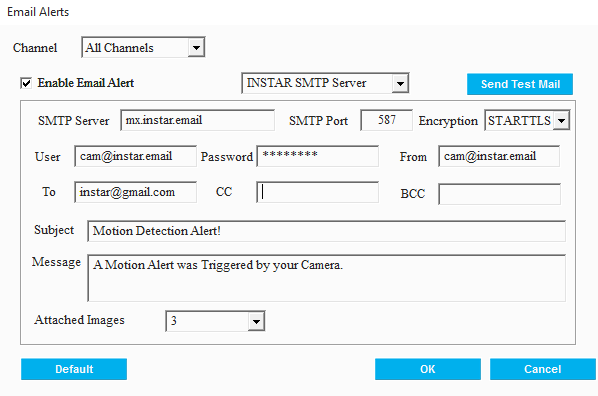 Email Alerts
Channel All Channels
Enable Email Alert INSTAR SMTP Server Send Test Mail
SMTP Server mx.instar.email SMTP Port 587 Encryption STARTTLS
User cam@instar.email Password ******** From cam@instar.email
To instar@gmail.com CC BCC
Subject Motion Detection Alert!
Message A Motion Alert was Triggered by your Camera.
Attached Images 3
Default OK Cancel